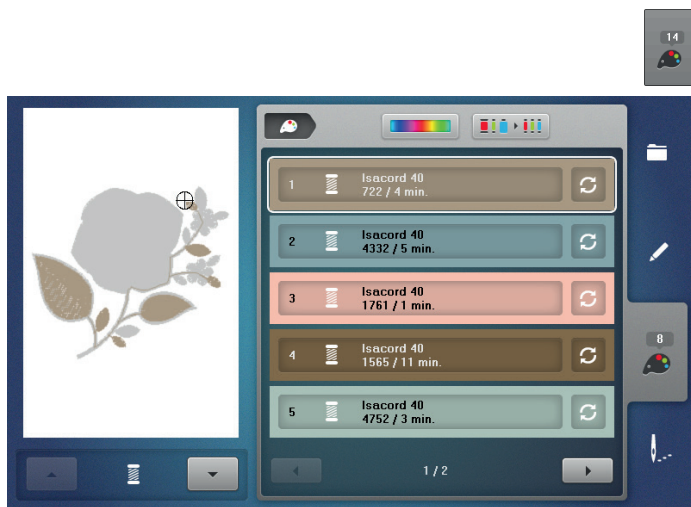 14
1
Isacord 40
722 / 4 min.
2
Isacord 40
4332 / 5 min.
3
Isacord 40
1761 / 1 min.
4
Isacord 40
1565 / 11 min.
5
Isacord 40
4752 / 3 min.
8
1 / 2